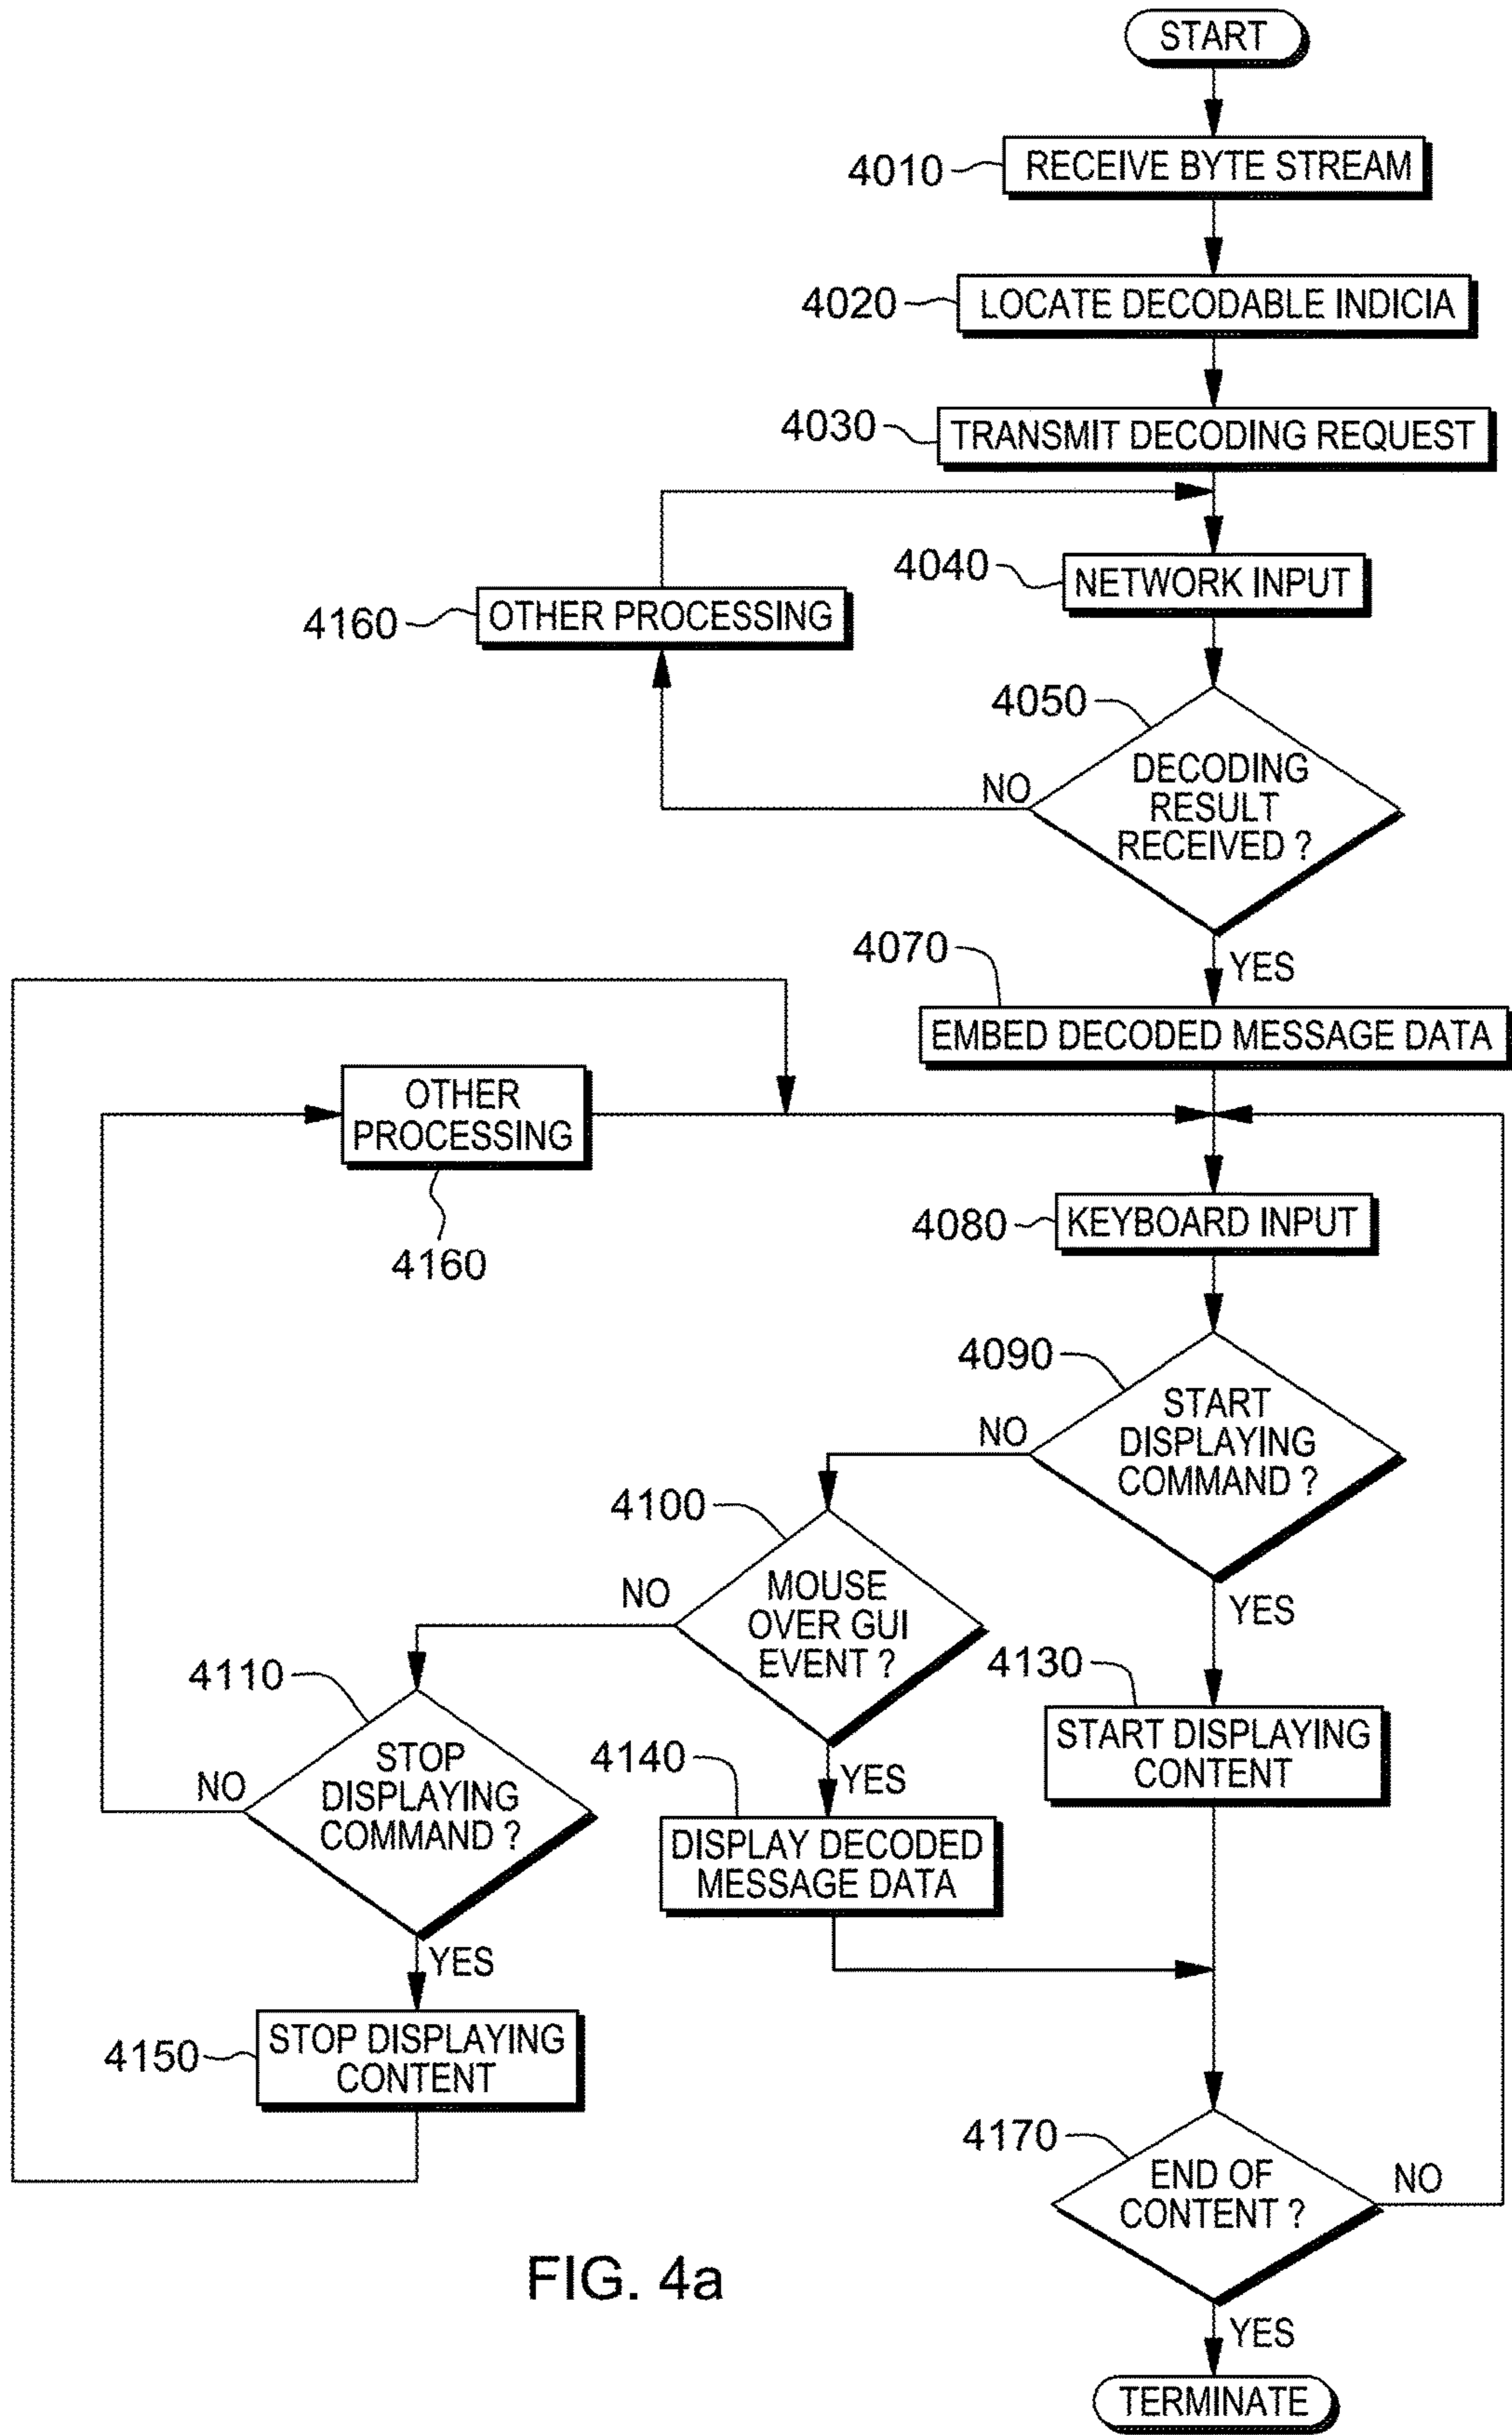 START
4010
RECEIVE BYTE STREAM
4020
LOCATE DECODABLE INDICIA
4030
TRANSMIT DECODING REQUEST
4040
NETWORK INPUT
4160
OTHER PROCESSING
4050
DECODING
RESULT
RECEIVED ?
NO
YES
4070
EMBED DECODED MESSAGE DATA
OTHER
PROCESSING
4160
4080
KEYBOARD INPUT
4090
START
DISPLAYING
COMMAND ?
NO
YES
4100
MOUSE
OVER GUI
EVENT ?
NO
YES
4110
STOP
DISPLAYING
COMMAND ?
NO
YES
4130
START DISPLAYING
CONTENT
4140
DISPLAY DECODED
MESSAGE DATA
4150
STOP DISPLAYING
CONTENT
4170
END OF
CONTENT ?
NO
YES
TERMINATE
FIG. 4a